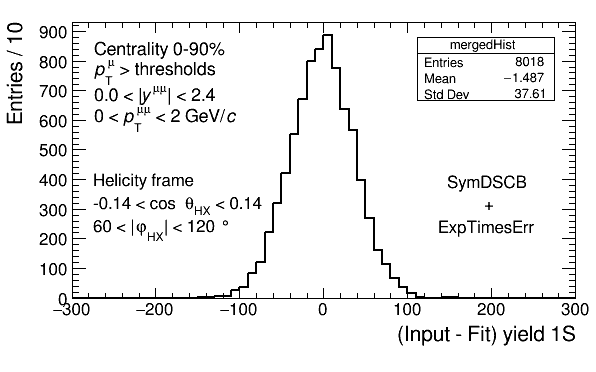 Entries / 10
900
800
700
600
500
400
300
200
100
0
Centrality 0-90%
p_T^μ > thresholds
0.0 < |y^μμ| < 2.4
0 < p_T^μμ < 2 GeV/c
Helicity frame
-0.14 < cos θ_HX < 0.14
60 < |φ_HX| < 120 °
mergedHist
Entries 8018
Mean −1.487
Std Dev 37.61
SymDSCB
+
ExpTimesErr
−300 −200 −100 0 100 200 300
(Input - Fit) yield 1S